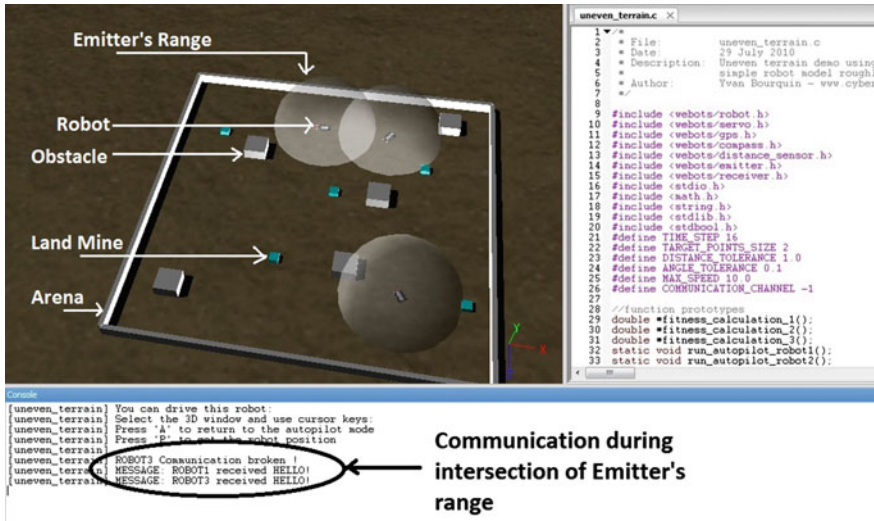 Emitter's Range
Robot
Obstacle
Land Mine
Arena
Y
X
uneven_terrain.c
1 /*
2 * File: uneven_terrain.c
3 * Date: 29 July 2010
4 * Description: Uneven terrain demo using
5 * simple robot model roughl
6 * Author: Yvan Bourquin - www.cyber
7 */
8
9 #include <webots/robot.h>
10 #include <webots/servo.h>
11 #include <webots/gps.h>
12 #include <webots/compass.h>
13 #include <webots/distance_sensor.h>
14 #include <webots/emitter.h>
15 #include <webots/receiver.h>
16 #include <stdio.h>
17 #include <math.h>
18 #include <string.h>
19 #include <stdlib.h>
20 #include <stdbool.h>
21 #define TIME_STEP 16
22 #define TARGET_POINTS_SIZE 2
23 #define DISTANCE_TOLERANCE 1.0
24 #define ANGLE_TOLERANCE 0.1
25 #define MAX_SPEED 10.0
26 #define COMMUNICATION_CHANNEL -1
27
28 //function prototypes
29 double *fitness_calculation_1();
30 double *fitness_calculation_2();
31 double *fitness_calculation_3();
32 static void run_autopilot_robot1();
33 static void run_autopilot_robot2();
Console
[uneven_terrain] You can drive this robot:
[uneven_terrain] Select the 3D window and use cursor keys:
[uneven_terrain] Press 'A' to return to the autopilot mode
[uneven_terrain] Press 'P' to get the robot position
[uneven_terrain]
[uneven_terrain] ROBOT3 Communication broken !
[uneven_terrain] MESSAGE: ROBOT1 received HELLO!
[uneven_terrain] MESSAGE: ROBOT3 received HELLO!
Communication during
intersection of Emitter's
range